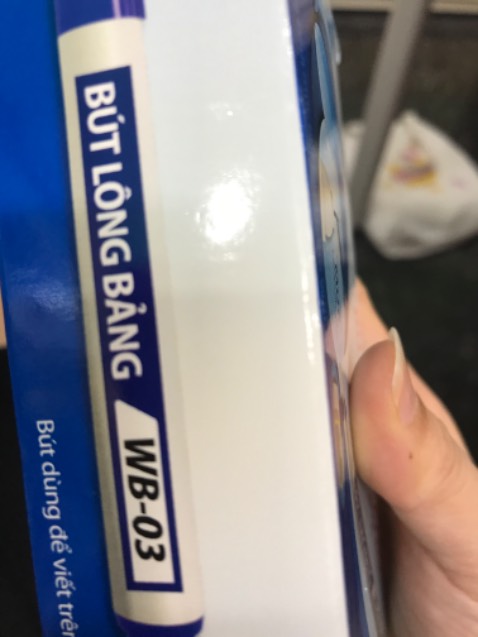 BÚT LÔNG BẢNG
WB-03
Bút dùng để viết trên